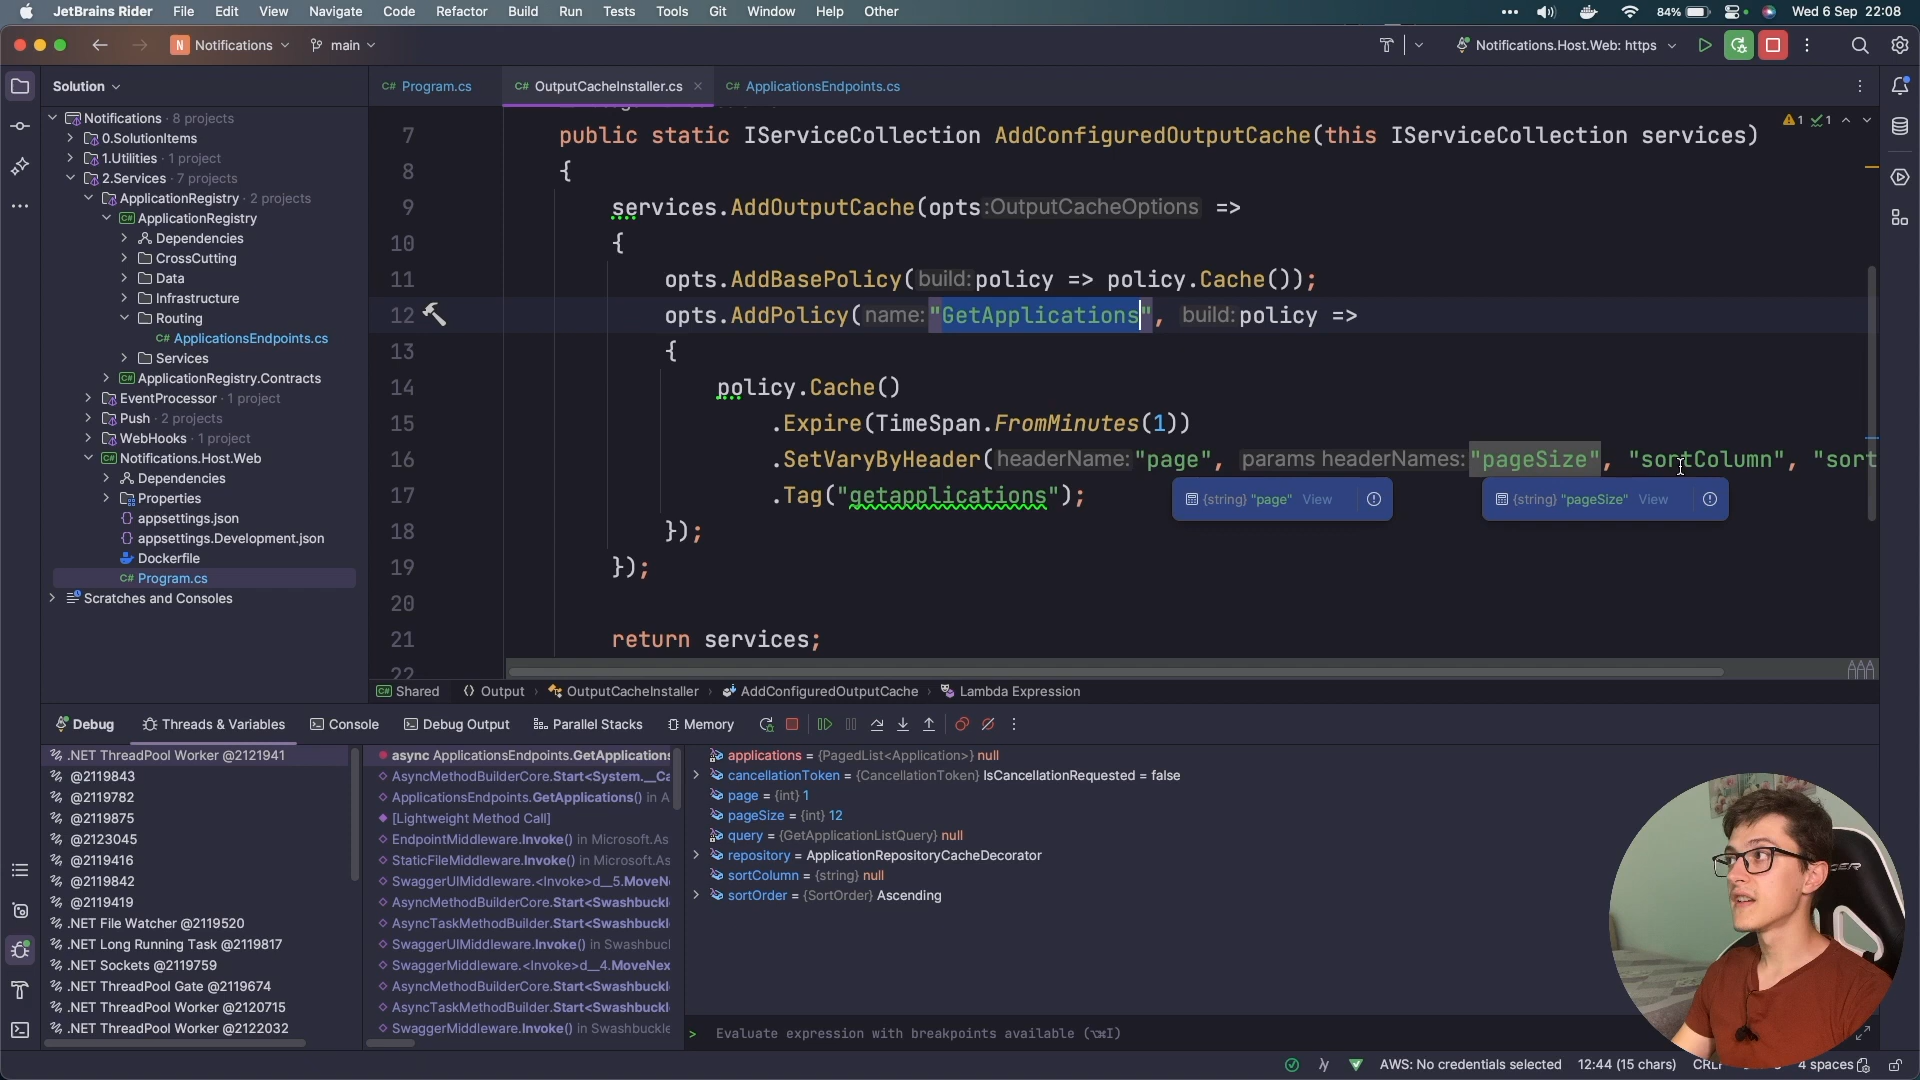 JetBrains Rider File Edit View Navigate Code Refactor Build Run Tests Tools Git Window Help Other
84% Wed 6 Sep 22:08
N Notifications main
Notifications.Host.Web: https
Solution
Notifications · 8 projects
0.SolutionItems
1.Utilities · 1 project
2.Services · 7 projects
ApplicationRegistry · 2 projects
C# ApplicationRegistry
Dependencies
CrossCutting
Data
Infrastructure
Routing
C# ApplicationsEndpoints.cs
Services
C# ApplicationRegistry.Contracts
EventProcessor · 1 project
Push · 2 projects
WebHooks · 1 project
C# Notifications.Host.Web
Dependencies
Properties
appsettings.json
appsettings.Development.json
Dockerfile
C# Program.cs
Scratches and Consoles
C# Program.cs
C# OutputCacheInstaller.cs
C# ApplicationsEndpoints.cs
1 1
7 public static IServiceCollection AddConfiguredOutputCache(this IServiceCollection services)
8 {
9 services.AddOutputCache(opts :OutputCacheOptions =>
10 {
11 opts.AddBasePolicy( build: policy => policy.Cache());
12 opts.AddPolicy( name: "GetApplications", build: policy =>
13 {
14 policy.Cache()
15 .Expire(TimeSpan.FromMinutes(1))
16 .SetVaryByHeader( headerName: "page", params headerNames: "pageSize", "sortColumn", "sort
17 .Tag("getapplications");
{string} "page" View
{string} "pageSize" View
18 });
19 });
20
21 return services;
22
C# Shared Output OutputCacheInstaller AddConfiguredOutputCache Lambda Expression
Debug Threads & Variables Console Debug Output Parallel Stacks Memory
.NET ThreadPool Worker @2121941
@2119843
@2119782
@2119875
@2123045
@2119416
@2119842
@2119419
.NET File Watcher @2119520
.NET Long Running Task @2119817
.NET Sockets @2119759
.NET ThreadPool Gate @2119674
.NET ThreadPool Worker @2120715
.NET ThreadPool Worker @2122032
async ApplicationsEndpoints.GetApplications
AsyncMethodBuilderCore.Start<System.__Ca
ApplicationsEndpoints.GetApplications() in A
[Lightweight Method Call]
EndpointMiddleware.Invoke() in Microsoft.As
StaticFileMiddleware.Invoke() in Microsoft.As
SwaggerUIMiddleware.<Invoke>d__5.MoveNe
AsyncMethodBuilderCore.Start<Swashbuckl
AsyncTaskMethodBuilder.Start<Swashbuckl
SwaggerUIMiddleware.Invoke() in Swashbucl
SwaggerMiddleware.<Invoke>d__4.MoveNex
AsyncMethodBuilderCore.Start<Swashbuckl
AsyncTaskMethodBuilder.Start<Swashbuckl
SwaggerMiddleware.Invoke() in Swashbuckle
applications = {PagedList<Application>} null
cancellationToken = {CancellationToken} IsCancellationRequested = false
page = {int} 1
pageSize = {int} 12
query = {GetApplicationListQuery} null
repository = ApplicationRepositoryCacheDecorator
sortColumn = {string} null
sortOrder = {SortOrder} Ascending
> Evaluate expression with breakpoints available (⌥⌘I)
AWS: No credentials selected 12:44 (15 chars) 4 spaces